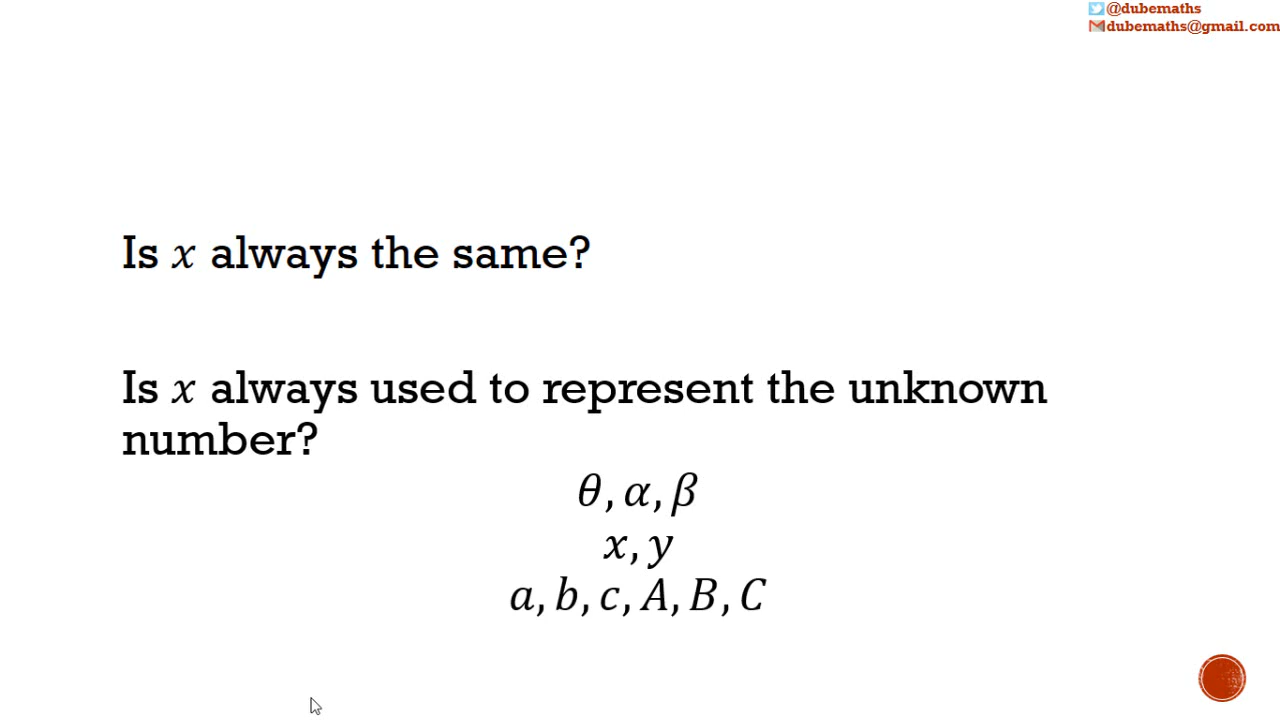 @dubemaths
dubemaths@gmail.com
Is x always the same?
Is x always used to represent the unknown
number?
θ, α, β
x, y
a, b, c, A, B, C